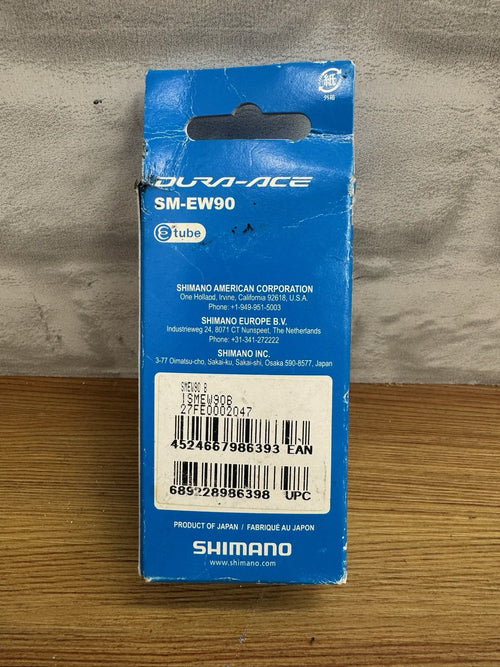 紙
外箱
DURA-ACE
SM-EW90
e tube
SHIMANO AMERICAN CORPORATION
One Holland, Irvine, California 92618, U.S.A.
Phone: +1-949-951-5003
SHIMANO EUROPE B.V.
Industrieweg 24, 8071 CT Nunspeet, The Netherlands
Phone: +31-341-272222
SHIMANO INC.
3-77 Oimatsu-cho, Sakai-ku, Sakai-shi, Osaka 590-8577, Japan
SMEW90 B
ISMEW90B
27FE0002047
4524667986393 EAN
689228986398 UPC
PRODUCT OF JAPAN / FABRIQUÉ AU JAPON
SHIMANO
www.shimano.com